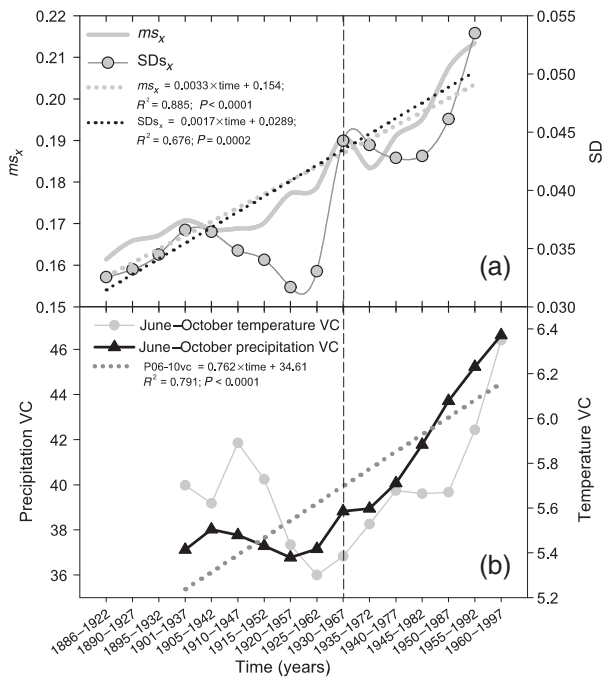 0.22
0.21
0.20
0.19
0.18
0.17
0.16
0.15
ms_x
0.055
0.050
0.045
0.040
0.035
0.030
SD
ms_x
SDs_x
ms_x = 0.0033×time + 0.154;
R² = 0.885; P < 0.0001
SDs_x = 0.0017×time + 0.0289;
R² = 0.676; P = 0.0002
(a)
46
44
42
40
38
36
Precipitation VC
6.4
6.2
6.0
5.8
5.6
5.4
5.2
Temperature VC
June–October temperature VC
June–October precipitation VC
P06-10vc = 0.762×time + 34.61
R² = 0.791; P < 0.0001
(b)
1886–1922
1890–1927
1895–1932
1901–1937
1905–1942
1910–1947
1915–1952
1920–1957
1925–1962
1930–1967
1935–1972
1940–1977
1945–1982
1950–1987
1955–1992
1960–1997
Time (years)